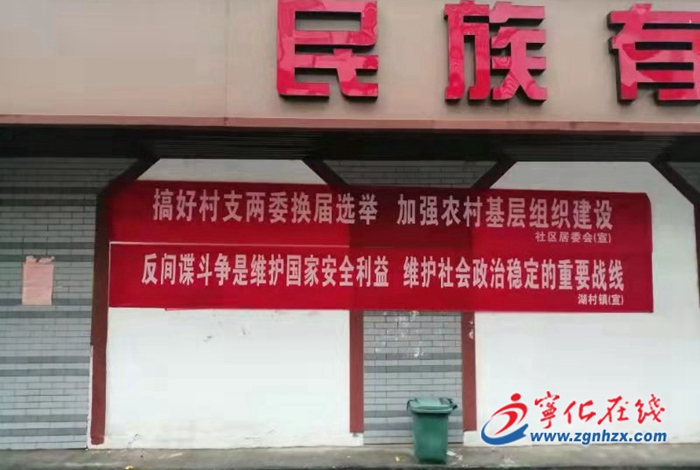 民族有
搞好村支两委换届选举 加强农村基层组织建设
社区居委会(宣)
反间谍斗争是维护国家安全利益 维护社会政治稳定的重要战线
湖村镇(宣)
寧化在线
www.zgnhzx.com